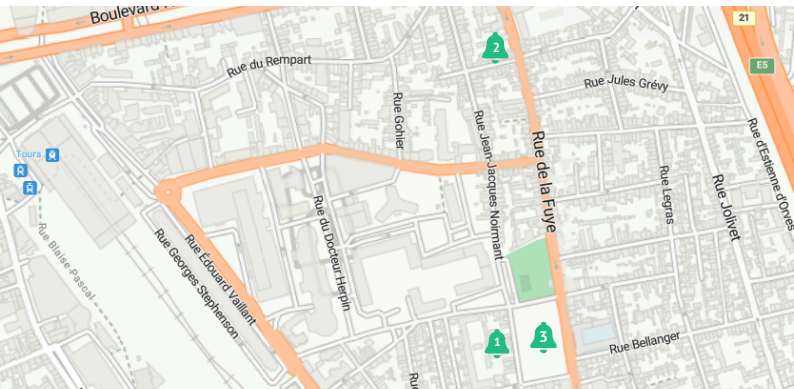 Boulevard
21
2
E5
Rue du Rempart
Rue Jules Grévy
Rue Gohier
Rue Jean-Jacques Noirmant
Rue de la Fuye
Rue d'Estienne d'Orves
Tours
Rue Legras
Rue Jolivet
Rue du Docteur Herpin
Rue Édouard Vaillant
Rue Georges Stephenson
Rue Blaise Pascal
1
3
Rue Bellanger
Rue